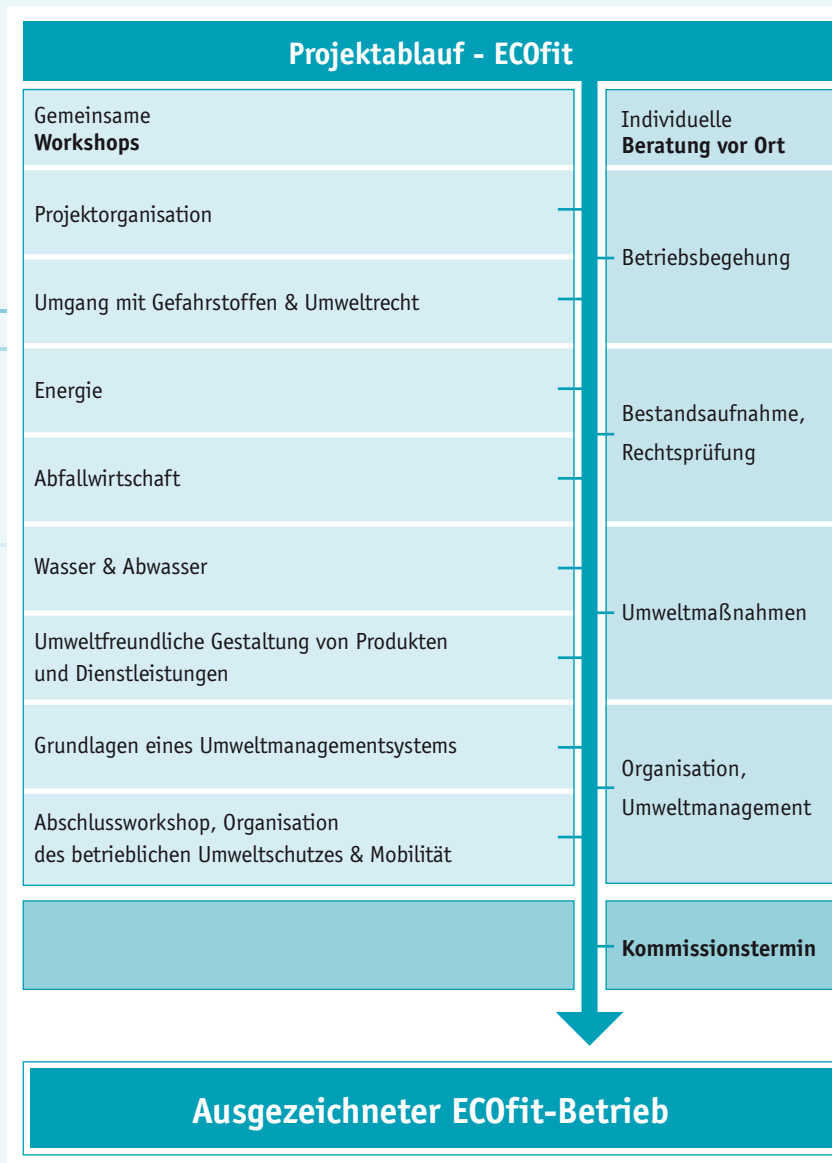 Projektablauf - ECOfit
Gemeinsame
Workshops
Projektorganisation
Umgang mit Gefahrstoffen & Umweltrecht
Energie
Abfallwirtschaft
Wasser & Abwasser
Umweltfreundliche Gestaltung von Produkten
und Dienstleistungen
Grundlagen eines Umweltmanagementsystems
Abschlussworkshop, Organisation
des betrieblichen Umweltschutzes & Mobilität
Individuelle
Beratung vor Ort
Betriebsbegehung
Bestandsaufnahme,
Rechtsprüfung
Umweltmaßnahmen
Organisation,
Umweltmanagement
Kommissionstermin
Ausgezeichneter ECOfit-Betrieb